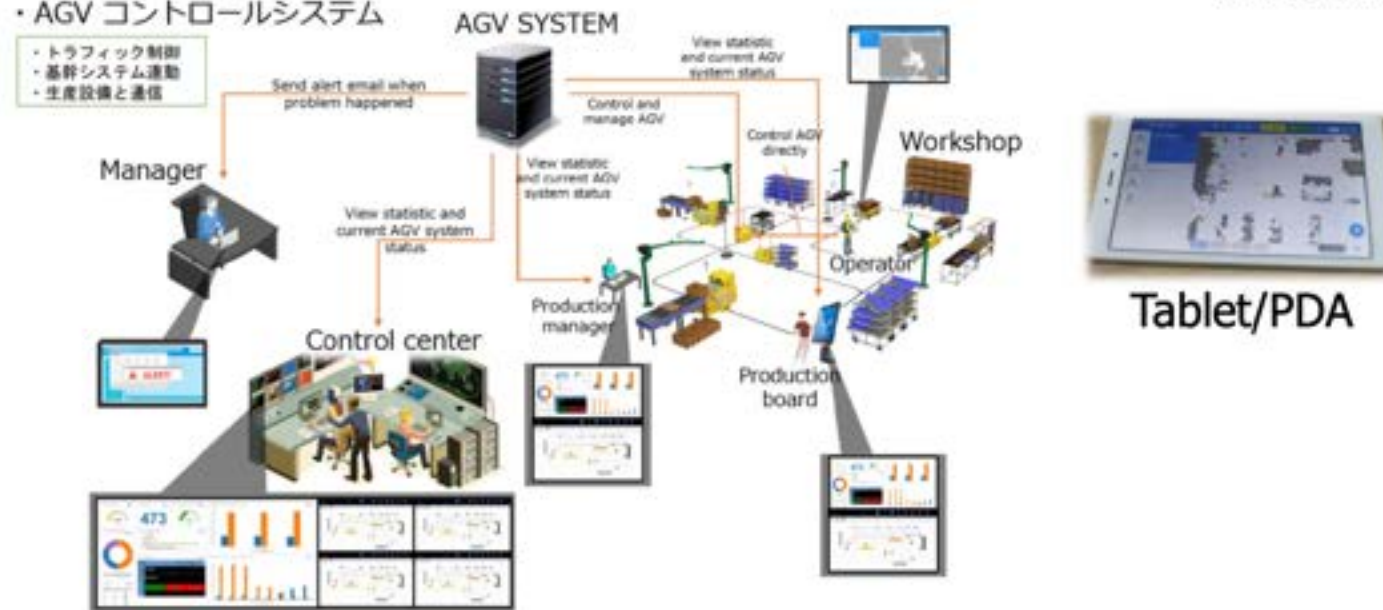 ・AGV コントロールシステム
・トラフィック制御
・基幹システム連動
・生産設備と通信
AGV SYSTEM
Send alert email when
problem happened
View statistic
and current AGV
system status
Control and
manage AGV
Control AGV
directly
Workshop
Manager
View statistic
and current AGV
system status
View statistic and
current AGV system
status
Operator
Production
manager
Tablet/PDA
Control center
ALERT
Production
board
473